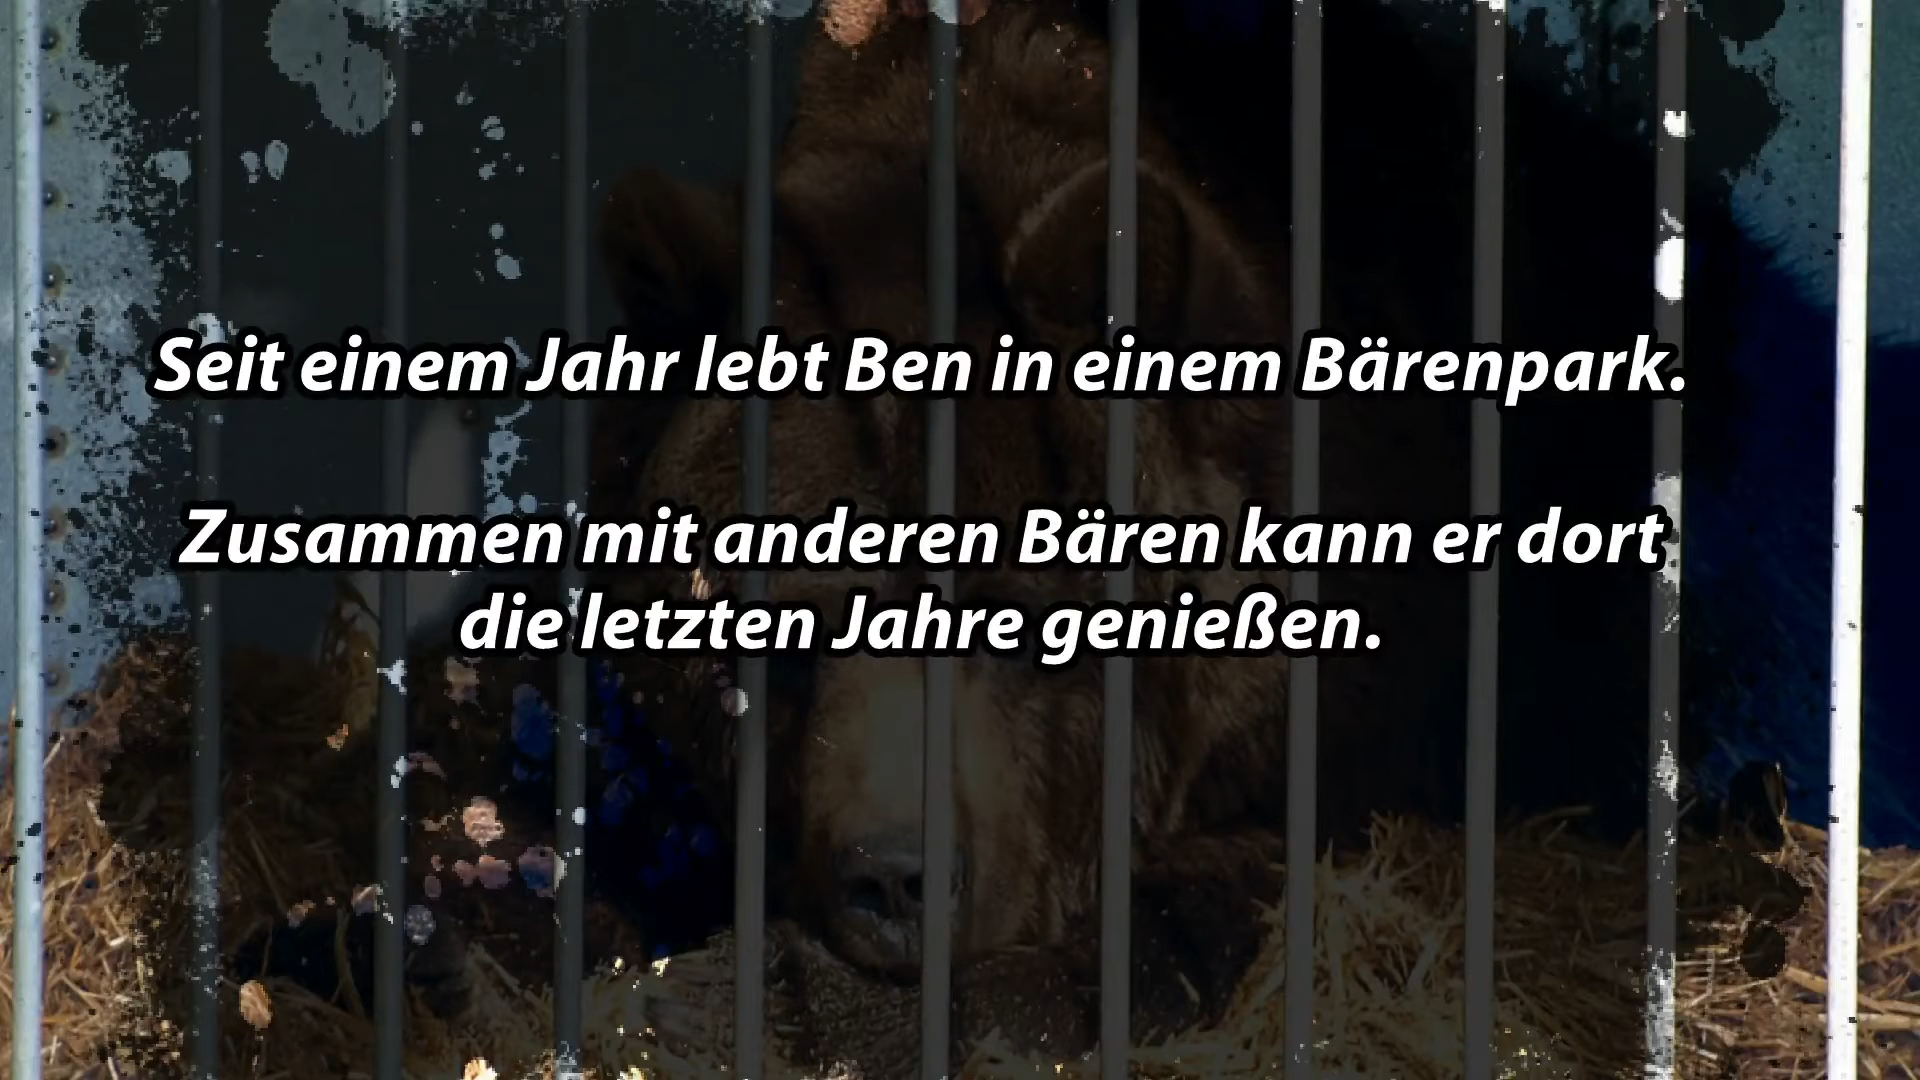 Seit einem Jahr lebt Ben in einem Bärenpark.
Zusammen mit anderen Bären kann er dort
die letzten Jahre genießen.